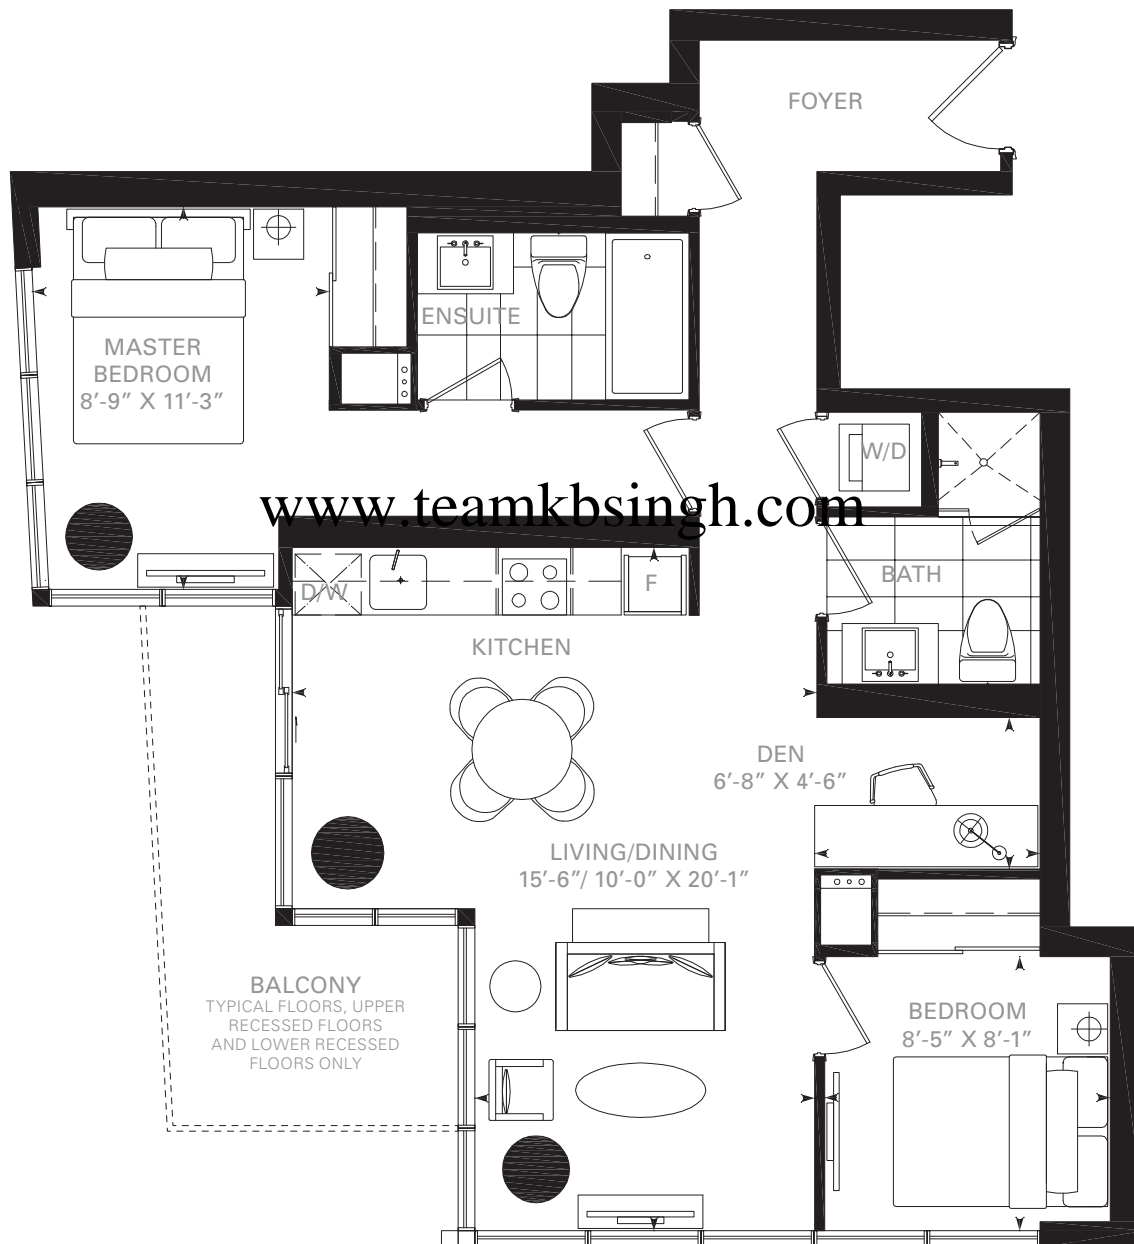 FOYER
ENSUITE
MASTER
BEDROOM
8’-9” X 11’-3”
W/D
www.teamkbsingh.com
BATH
D/W
F
KITCHEN
DEN
6’-8” X 4’-6”
LIVING/DINING
15’-6”/ 10’-0” X 20’-1”
BALCONY
TYPICAL FLOORS, UPPER
RECESSED FLOORS
AND LOWER RECESSED
FLOORS ONLY
BEDROOM
8’-5” X 8’-1”